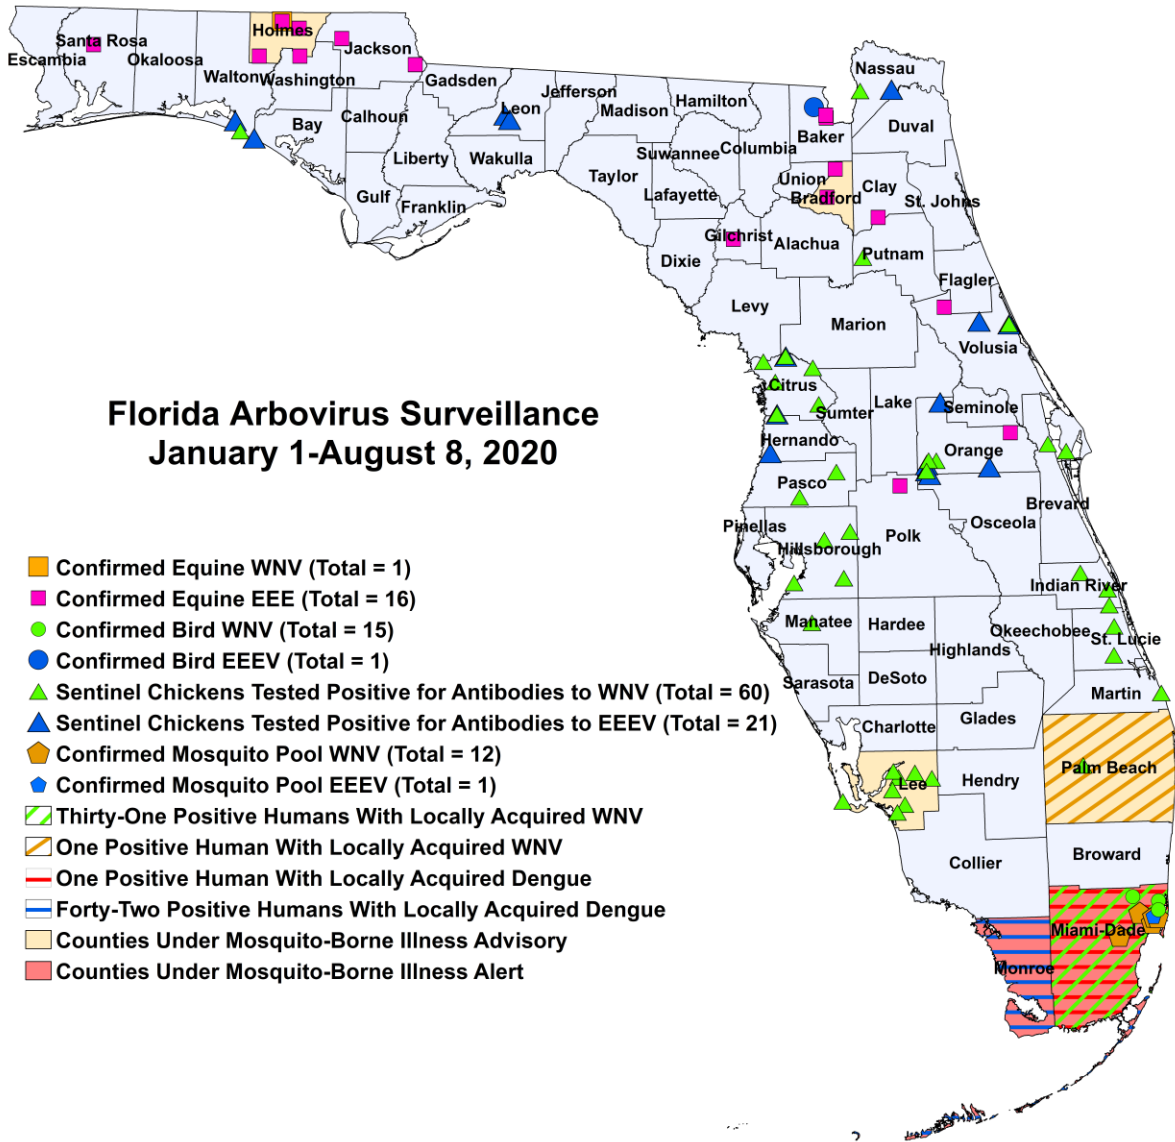 Nassau
Holmes
Santa Rosa
Jackson
Escambia
Okaloosa
Walton
Washington
Gadsden
Jefferson
Hamilton
Leon
Madison
Calhoun
Bay
Duval
Baker
Columbia
Suwannee
Liberty
Wakulla
Taylor
Union
Clay
Lafayette
Bradford
Gulf
Franklin
St. Johns
Gilchrist
Alachua
Putnam
Dixie
Flagler
Levy
Marion
Volusia
Citrus
Lake
Seminole
Sumter
Florida Arbovirus Surveillance
January 1-August 8, 2020
Hernando
Orange
Pasco
Brevard
Osceola
Pinellas
Polk
Hillsborough
Indian River
Manatee
Hardee
Okeechobee
St. Lucie
Highlands
Sarasota
DeSoto
Martin
Charlotte
Glades
Palm Beach
Lee
Hendry
Broward
Collier
Miami-Dade
Monroe
Confirmed Equine WNV (Total = 1)
Confirmed Equine EEE (Total = 16)
Confirmed Bird WNV (Total = 15)
Confirmed Bird EEEV (Total = 1)
Sentinel Chickens Tested Positive for Antibodies to WNV (Total = 60)
Sentinel Chickens Tested Positive for Antibodies to EEEV (Total = 21)
Confirmed Mosquito Pool WNV (Total = 12)
Confirmed Mosquito Pool EEEV (Total = 1)
Thirty-One Positive Humans With Locally Acquired WNV
One Positive Human With Locally Acquired WNV
One Positive Human With Locally Acquired Dengue
Forty-Two Positive Humans With Locally Acquired Dengue
Counties Under Mosquito-Borne Illness Advisory
Counties Under Mosquito-Borne Illness Alert